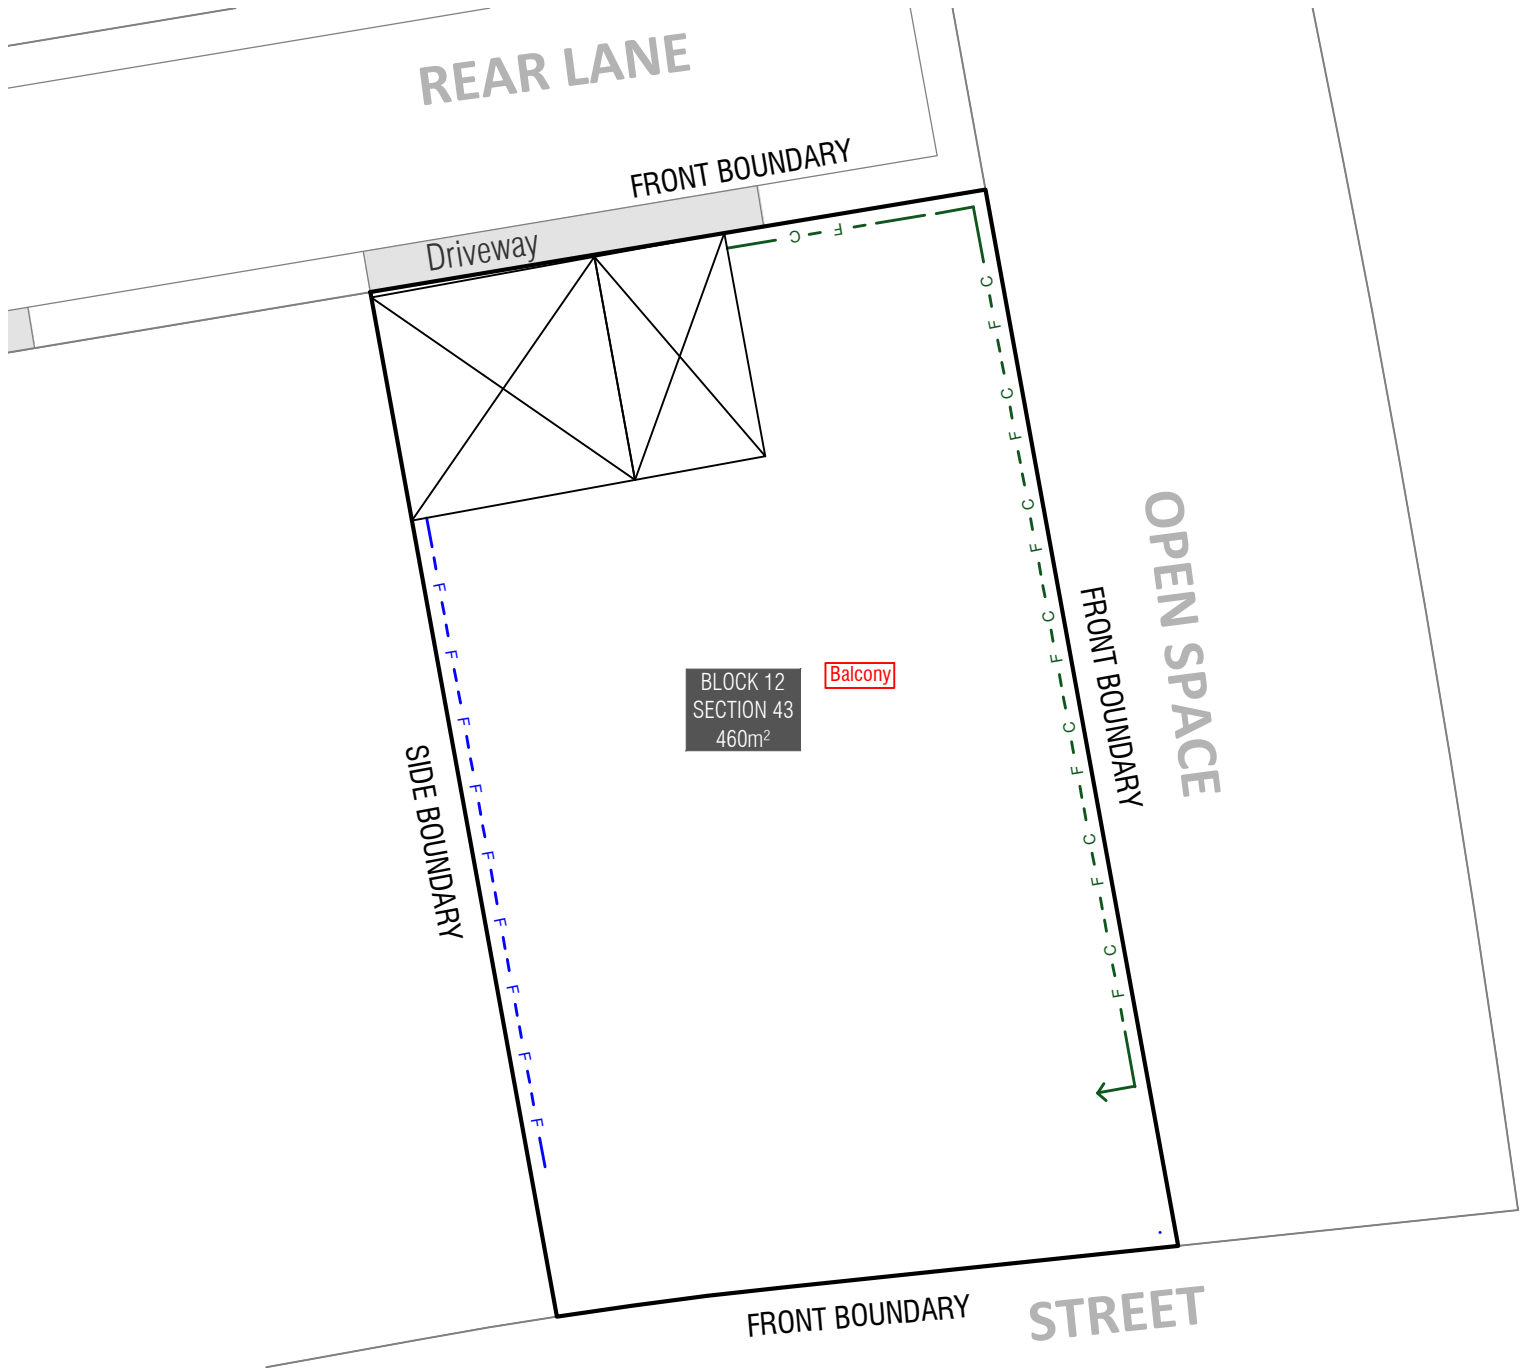 REAR LANE
FRONT BOUNDARY
Driveway
C F
C
F
C
F
C
F
C
F
C
F
C
F
C
F
F
F
F
F
F
F
F
F
F
OPEN SPACE
FRONT BOUNDARY
Balcony
BLOCK 12
SECTION 43
460m²
SIDE BOUNDARY
FRONT BOUNDARY
STREET